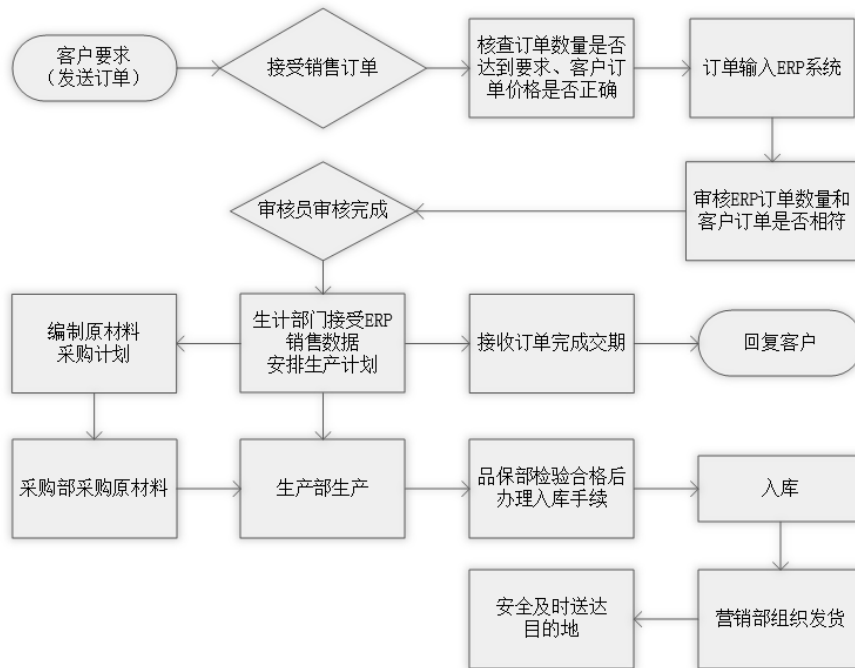 客户要求
（发送订单）
接受销售订单
核查订单数量是否
达到要求、客户订
单价格是否正确
订单输入ERP系统
审核员审核完成
审核ERP订单数量和
客户订单是否相符
编制原材料
采购计划
生计部门接受ERP
销售数据
安排生产计划
接收订单完成交期
回复客户
采购部采购原材料
生产部生产
品保部检验合格后
办理入库手续
入库
安全及时送达
目的地
营销部组织发货